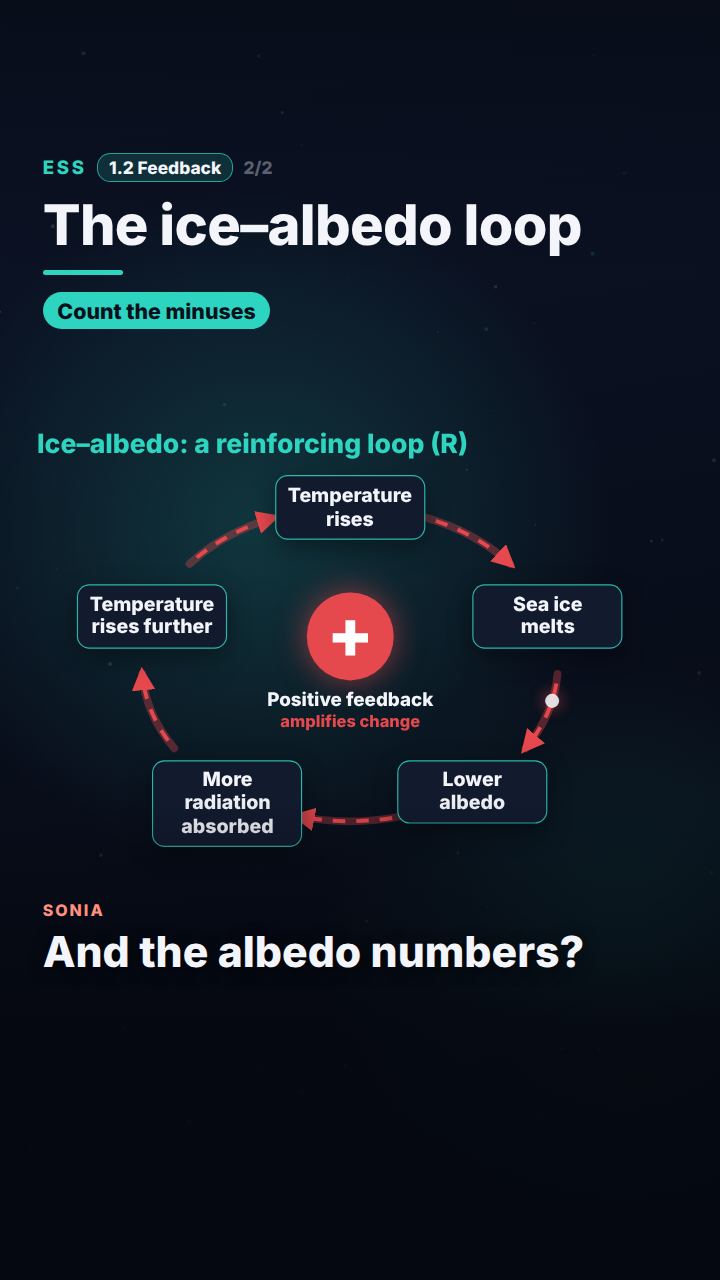 ESS 1.2 Feedback 2/2
The ice–albedo loop
Count the minuses
Ice–albedo: a reinforcing loop (R)
Temperature
rises
Sea ice
melts
Lower
albedo
More
radiation
absorbed
Temperature
rises further
Positive feedback
amplifies change
SONIA
And the albedo numbers?